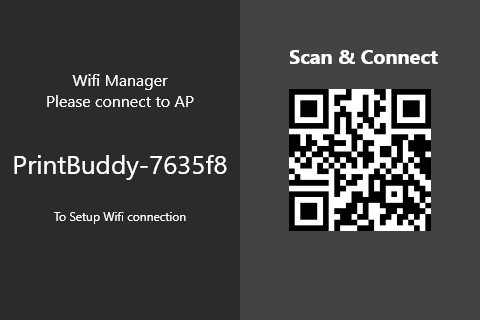 Wifi Manager
Please connect to AP
PrintBuddy-7635f8
To Setup Wifi connection
Scan & Connect